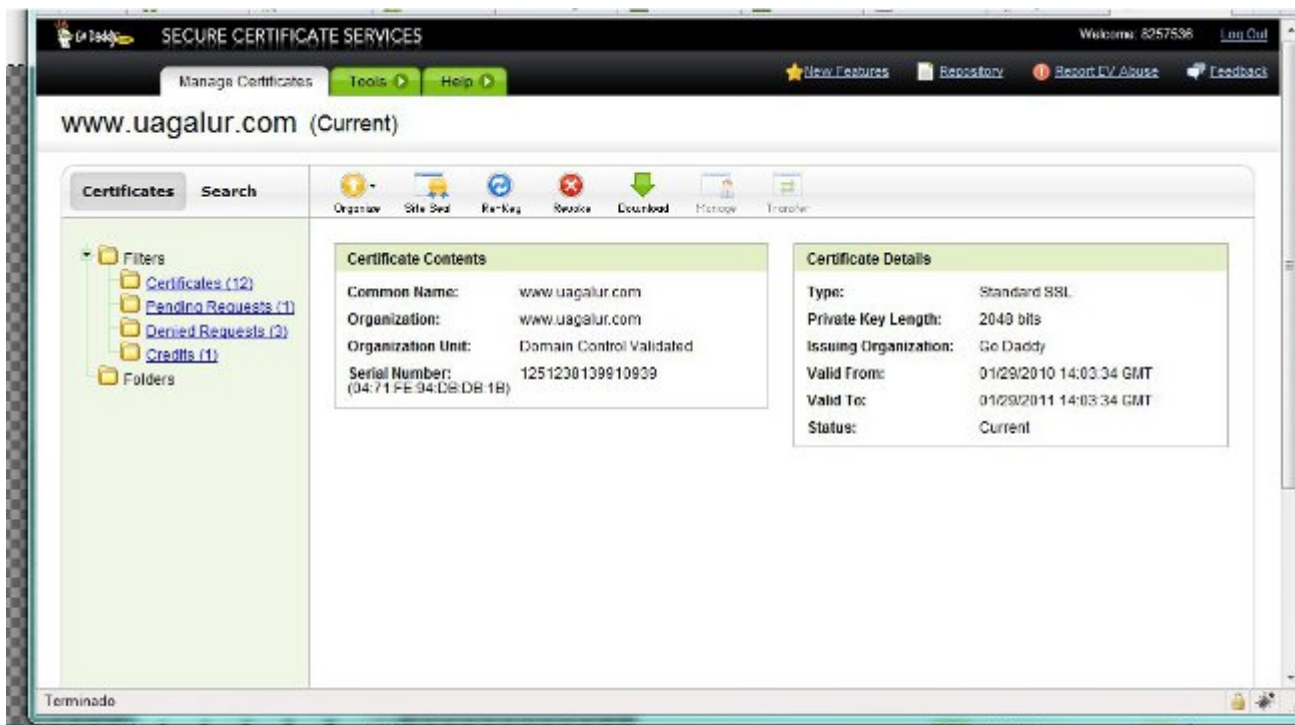 Go Daddy SECURE CERTIFICATE SERVICES Welcome: 8257536 Log Out
Manage Certificates Tools Help New Features Repository Report EV Abuse Feedback
www.uagalur.com (Current)
Certificates Search
Organize Site Seal Re-Key Revoke Download Manage Transfer
Filters
Certificates (12)
Pending Requests (1)
Denied Requests (3)
Credits (1)
Folders
Certificate Contents
Common Name: www.uagalur.com
Organization: www.uagalur.com
Organization Unit: Domain Control Validated
Serial Number: 1251230139910939
(04:71:FE:94:DB:DB:1B)
Certificate Details
Type: Standard SSL
Private Key Length: 2048 bits
Issuing Organization: Go Daddy
Valid From: 01/29/2010 14:03:34 GMT
Valid To: 01/29/2011 14:03:34 GMT
Status: Current
Terminado